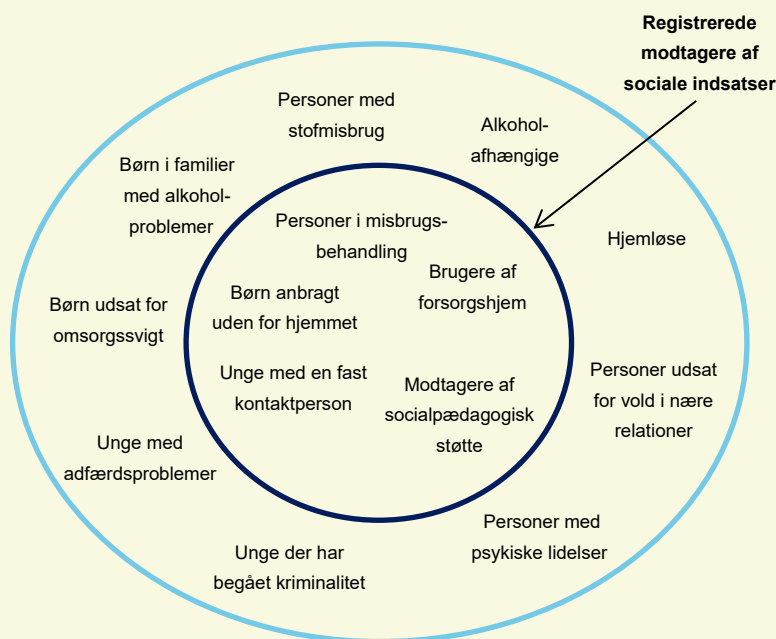 Registrerede
modtagere af
sociale indsatser
Personer med
stofmisbrug
Alkohol-
afhængige
Børn i familier
med alkohol-
problemer
Hjemløse
Personer i misbrugs-
behandling
Brugere af
forsorgshjem
Børn anbragt
uden for hjemmet
Børn udsat for
omsorgssvigt
Unge med en fast
kontaktperson
Modtagere af
socialpædagogisk
støtte
Personer udsat
for vold i nære
relationer
Unge med
adfærdsproblemer
Personer med
psykiske lidelser
Unge der har
begået kriminalitet